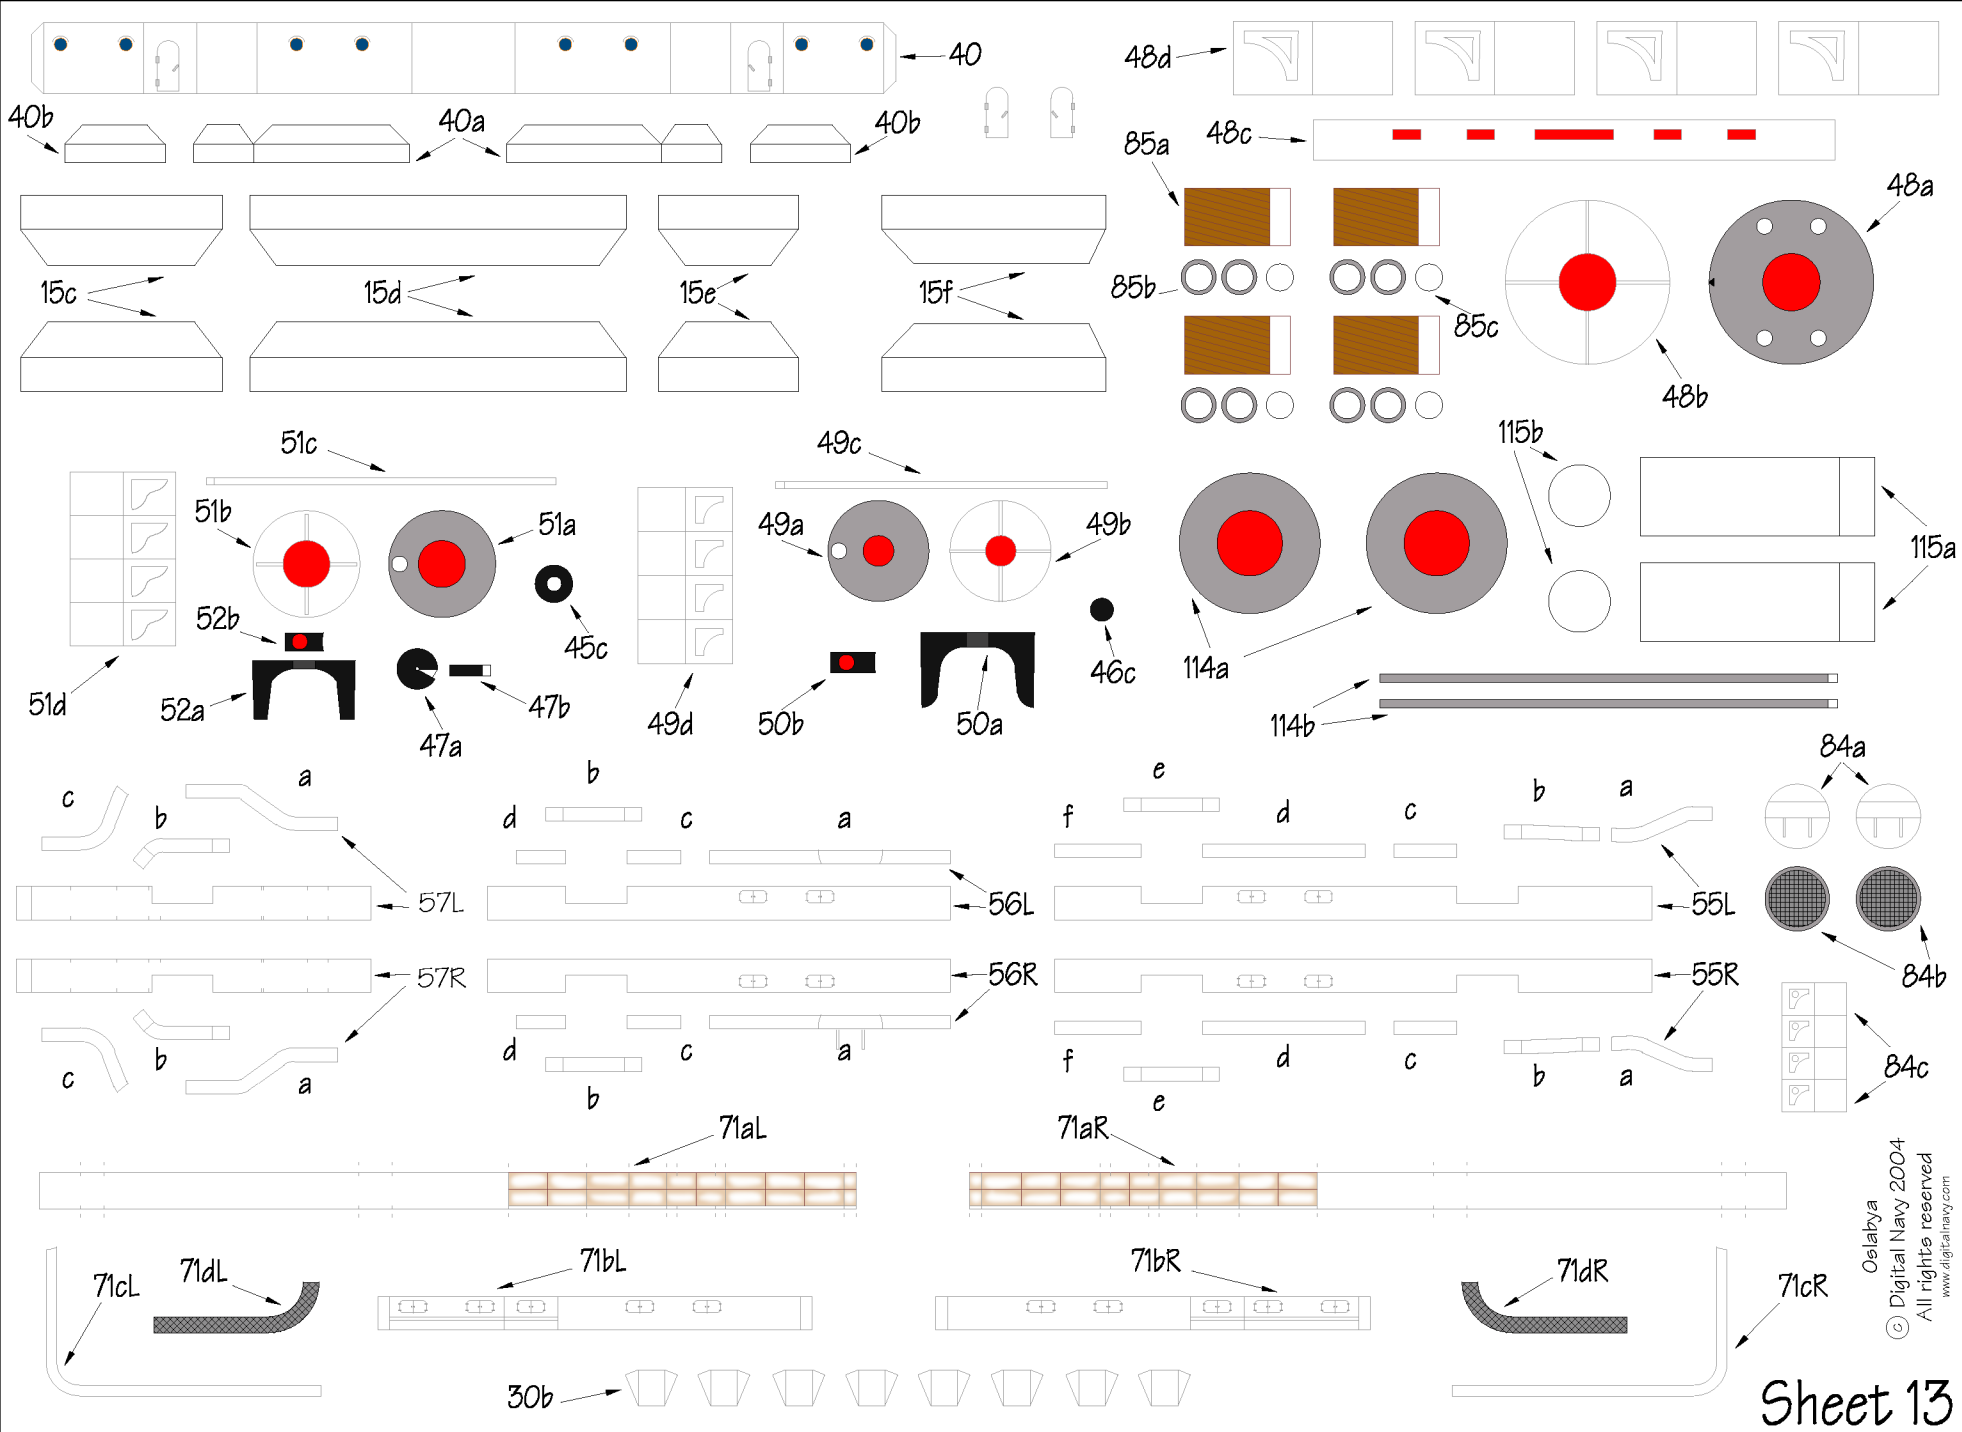 40
48d
40b
40a
40b
85a
48c
48a
15c
15d
15e
15f
85b
85c
48b
51c
49c
115b
51b
51a
49a
49b
115a
52b
45c
46c
114a
51d
52a
47b
47a
49d
50b
50a
114b
84a
c
b
a
d
b
c
a
f
e
d
c
b
a
57L
56L
55L
57R
56R
55R
84b
c
b
a
d
b
c
a
f
e
d
c
b
a
84c
71aL
71aR
71cL
71dL
71bL
71bR
71dR
71cR
30b
Oslabya
© Digital Navy 2004
All rights reserved
www.digitalnavy.com
Sheet 13